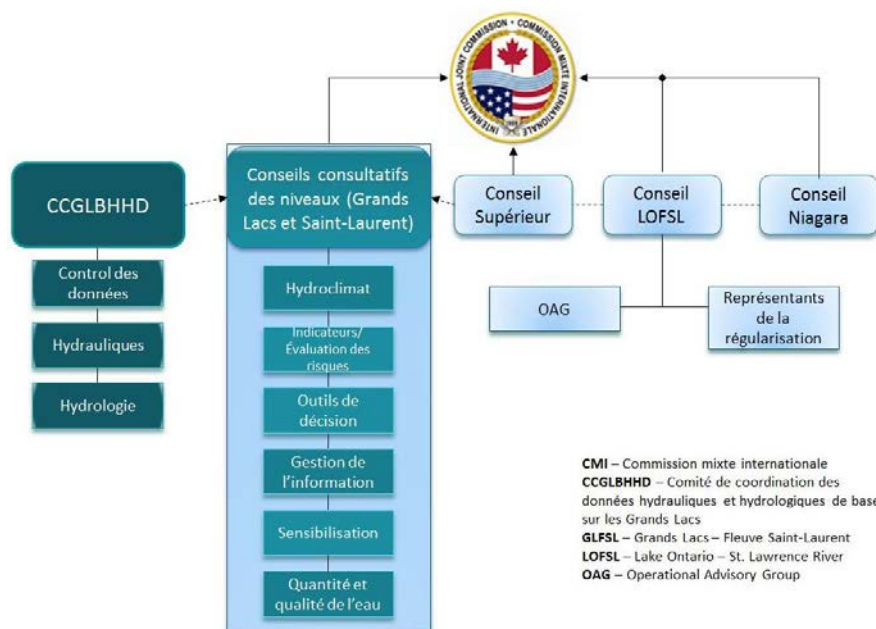 INTERNATIONAL JOINT COMMISSION • COMMISSION MIXTE INTERNATIONALE
CCGLBHHD
Control des
données
Hydrauliques
Hydrologie
Conseils consultatifs
des niveaux (Grands
Lacs et Saint-Laurent)
Hydroclimat
Indicateurs/
Évaluation des
risques
Outils de
décision
Gestion de
l’information
Sensibilisation
Quantité et
qualité de l’eau
Conseil
Supérieur
Conseil
LOFSL
Conseil
Niagara
OAG
Représentants
de la
régularisation
CMI – Commission mixte internationale
CCGLBHHD – Comité de coordination des
données hydrauliques et hydrologiques de base
sur les Grands Lacs
GLFSL – Grands Lacs – Fleuve Saint-Laurent
LOFSL – Lake Ontario – St. Lawrence River
OAG – Operational Advisory Group